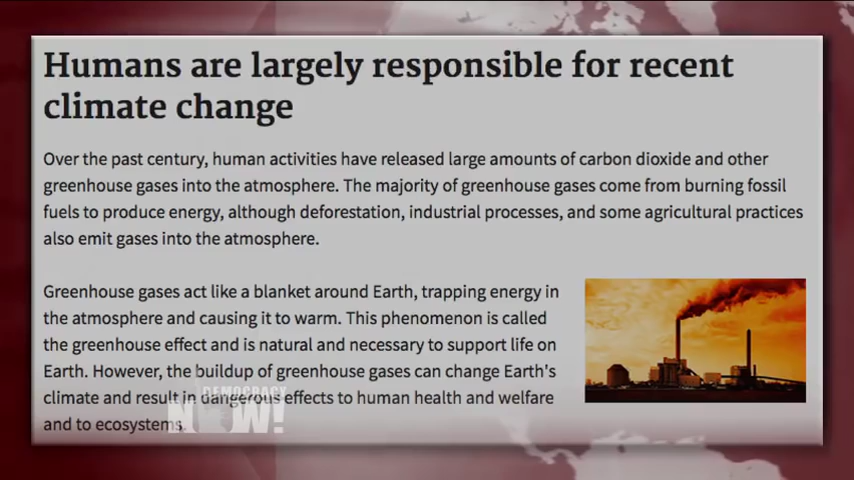 Humans are largely responsible for recent
climate change
Over the past century, human activities have released large amounts of carbon dioxide and other
greenhouse gases into the atmosphere. The majority of greenhouse gases come from burning fossil
fuels to produce energy, although deforestation, industrial processes, and some agricultural practices
also emit gases into the atmosphere.
Greenhouse gases act like a blanket around Earth, trapping energy in
the atmosphere and causing it to warm. This phenomenon is called
the greenhouse effect and is natural and necessary to support life on
Earth. However, the buildup of greenhouse gases can change Earth's
climate and result in dangerous effects to human health and welfare
and to ecosystems.
DEMOCRACY
NOW!